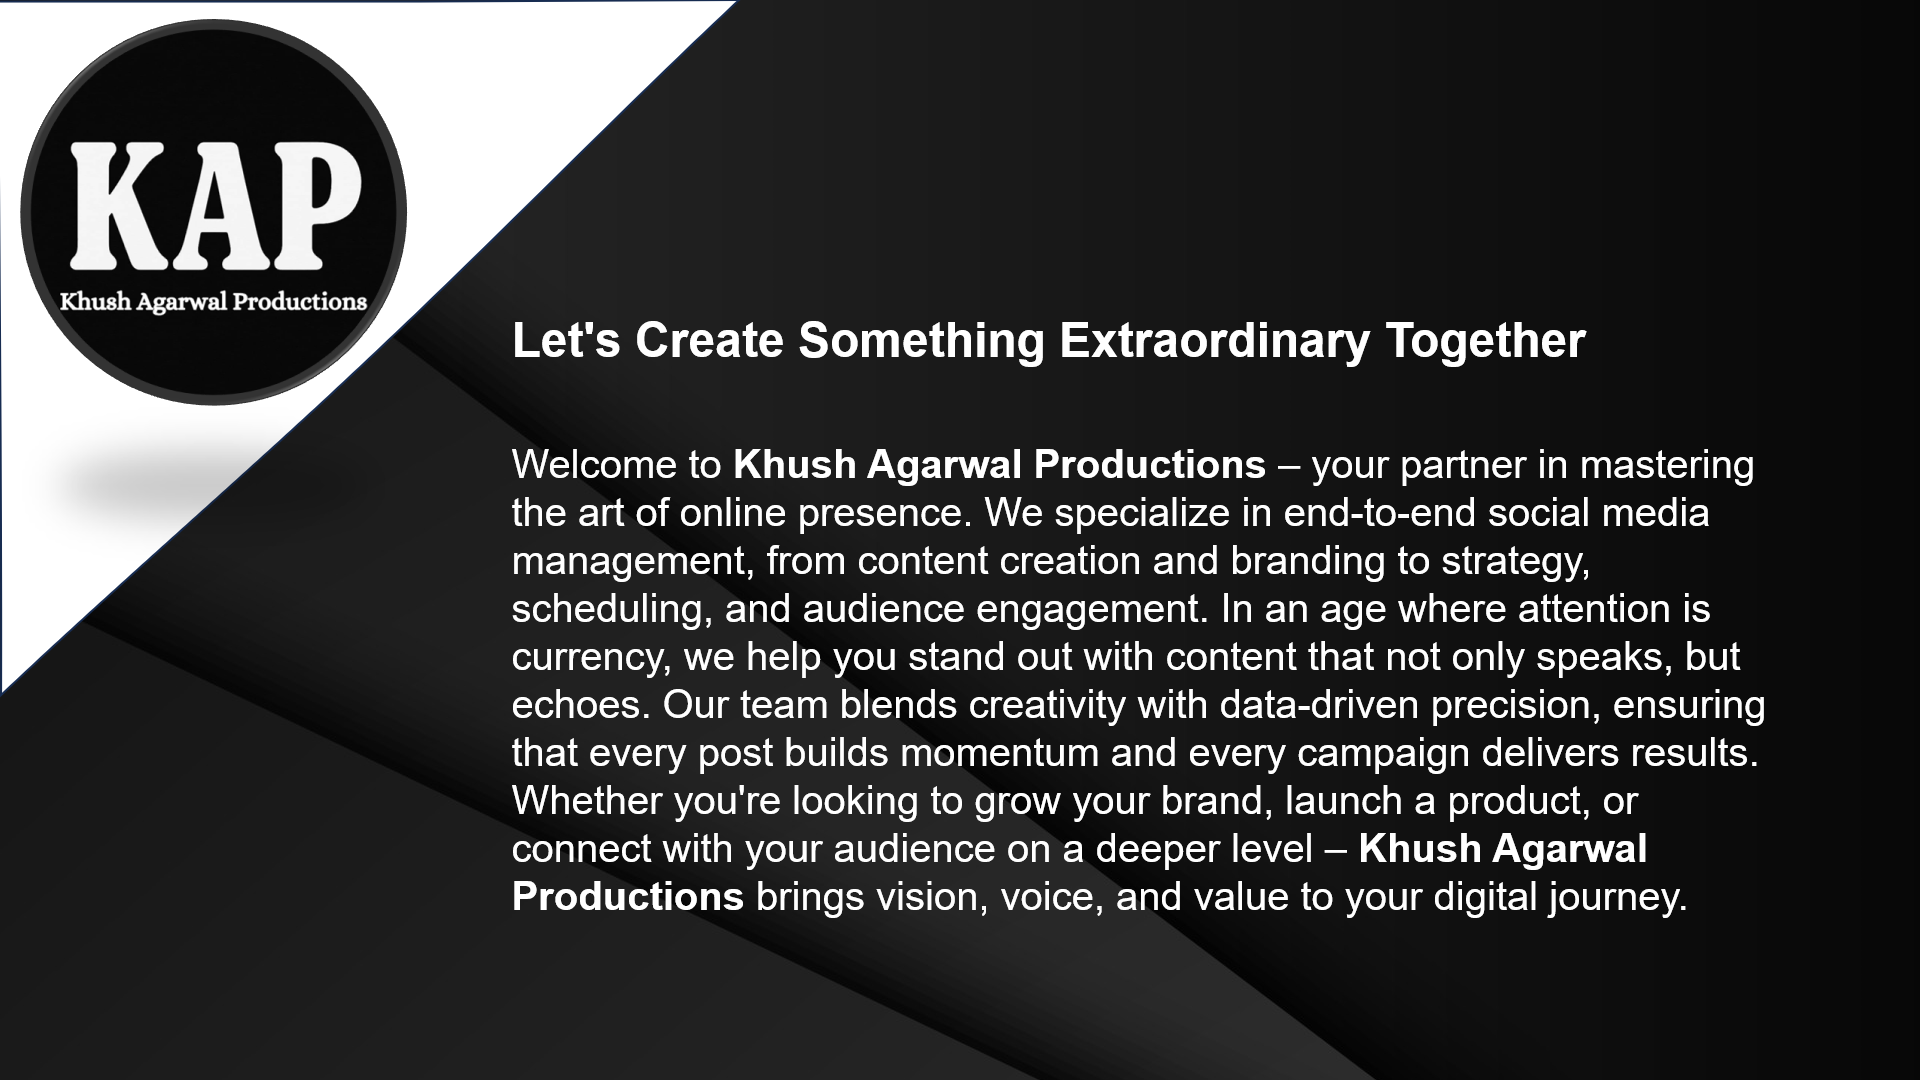 KAP
Khush Agarwal Productions
Let's Create Something Extraordinary Together
Welcome to Khush Agarwal Productions – your partner in mastering
the art of online presence. We specialize in end-to-end social media
management, from content creation and branding to strategy,
scheduling, and audience engagement. In an age where attention is
currency, we help you stand out with content that not only speaks, but
echoes. Our team blends creativity with data-driven precision, ensuring
that every post builds momentum and every campaign delivers results.
Whether you're looking to grow your brand, launch a product, or
connect with your audience on a deeper level – Khush Agarwal
Productions brings vision, voice, and value to your digital journey.